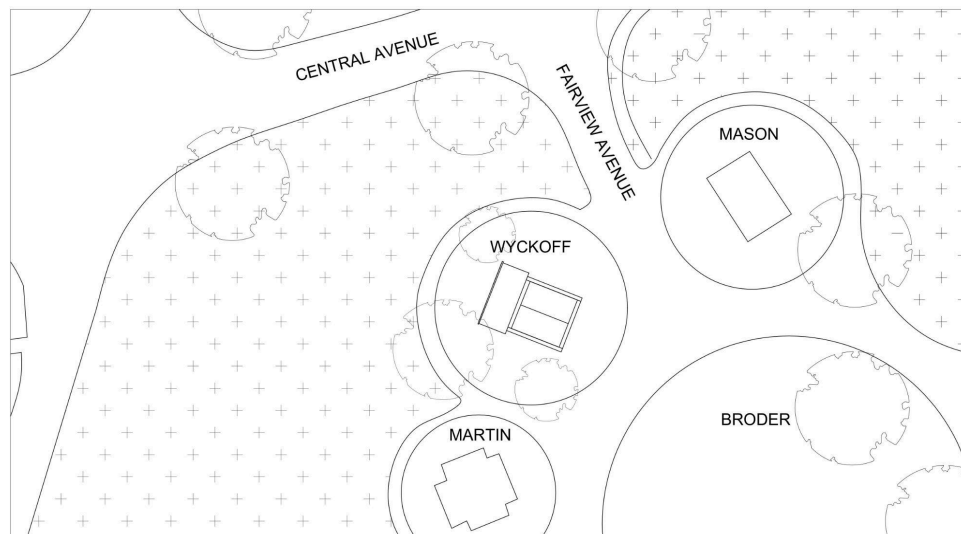 CENTRAL AVENUE
FAIRVIEW AVENUE
MASON
WYCKOFF
BRODER
MARTIN